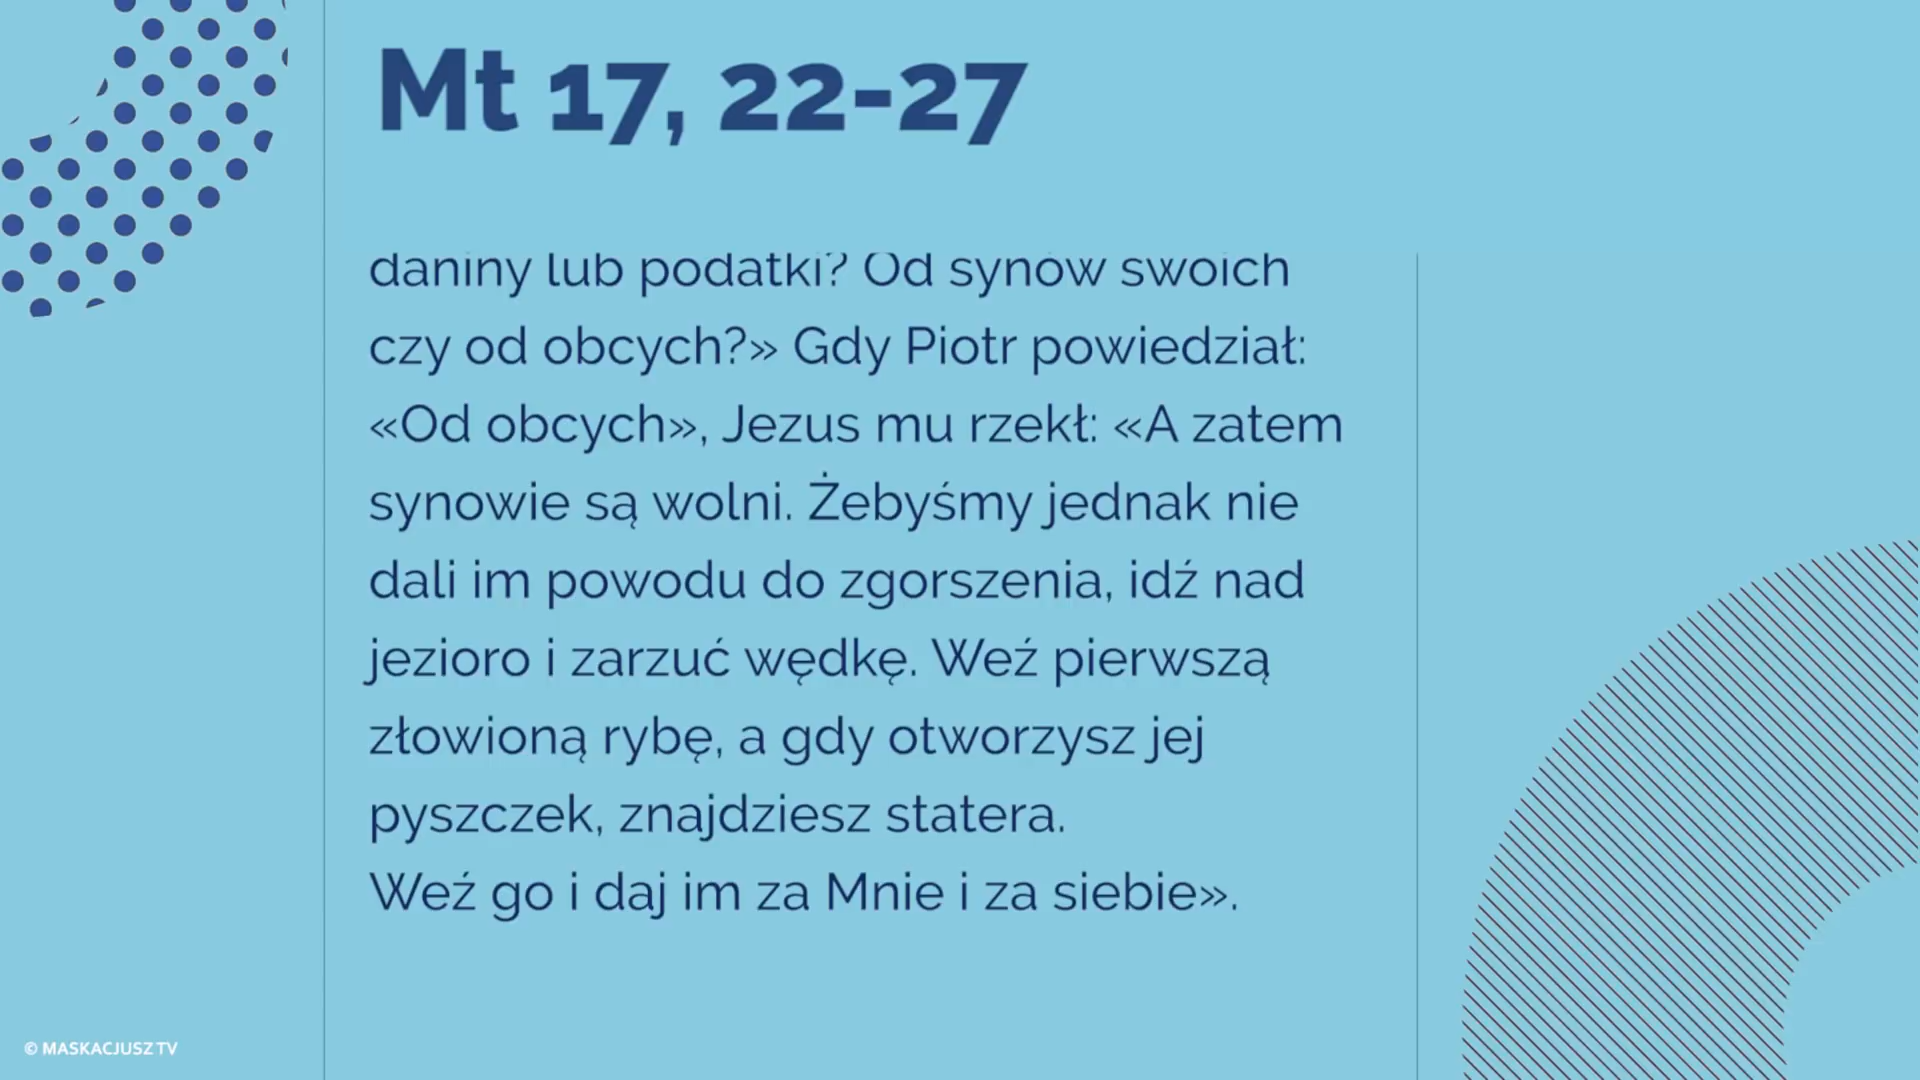 Mt 17, 22-27
daniny lub podatki? Od synów swoich
czy od obcych?» Gdy Piotr powiedział:
«Od obcych», Jezus mu rzekł: «A zatem
synowie są wolni. Żebyśmy jednak nie
dali im powodu do zgorszenia, idź nad
jezioro i zarzuć wędkę. Weź pierwszą
złowioną rybę, a gdy otworzysz jej
pyszczek, znajdziesz statera.
Weź go i daj im za Mnie i za siebie».
© MASKACJUSZ TV